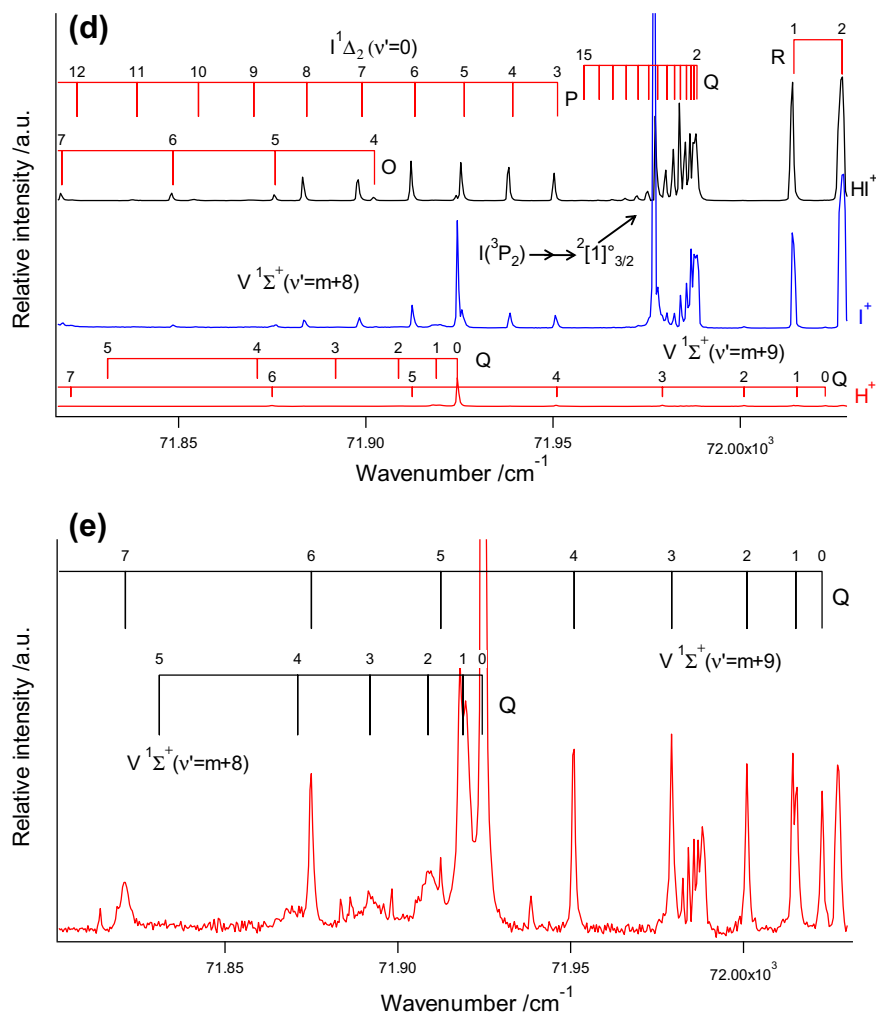 (d)
I¹Δ₂ (ν'=0)
12 11 10 9 8 7 6 5 4 3 P
15 2 Q
1 2
R
7 6 5 4 O
HI⁺
I(³P₂) →→ ²[1]°₃/₂
V ¹Σ⁺(ν'=m+8)
I⁺
V ¹Σ⁺(ν'=m+9)
5 4 3 2 1 0 Q
7 6 5 4 3 2 1 0 Q
H⁺
71.85 71.90 71.95 72.00x10³
Wavenumber /cm⁻¹
Relative intensity /a.u.
(e)
7 6 5 4 3 2 1 0
Q
V ¹Σ⁺(ν'=m+9)
5 4 3 2 1 0
Q
V ¹Σ⁺(ν'=m+8)
Relative intensity /a.u.
71.85 71.90 71.95 72.00x10³
Wavenumber /cm⁻¹